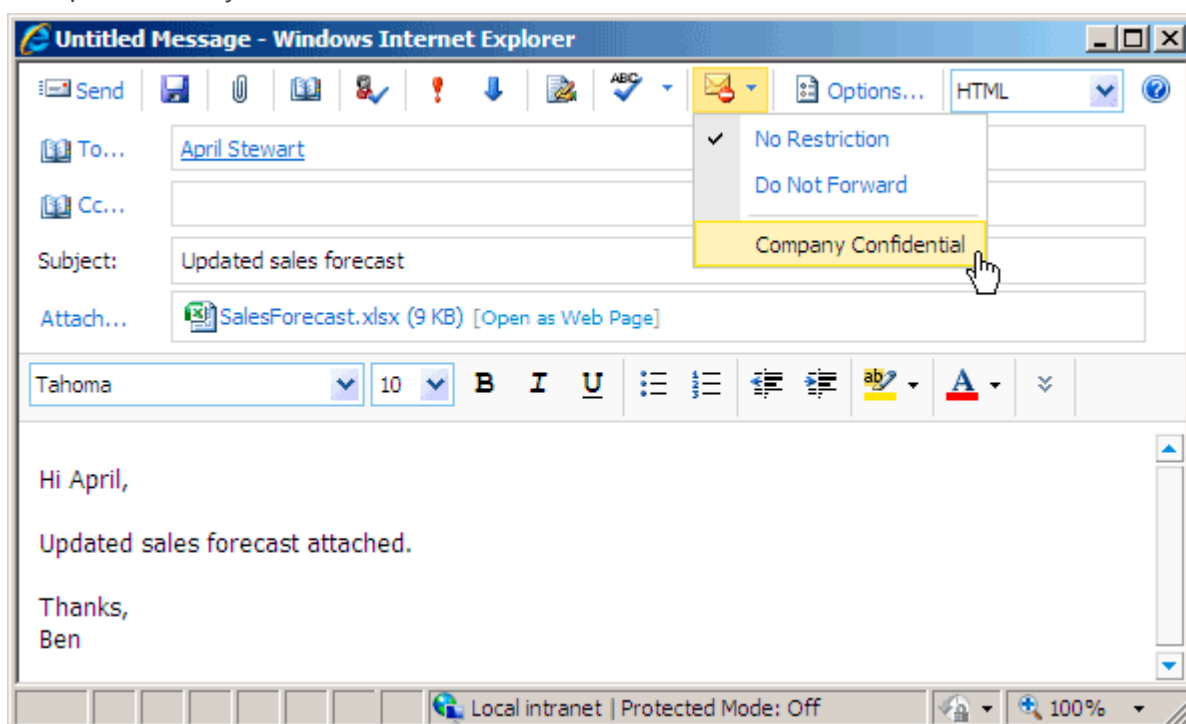 Untitled Message - Windows Internet Explorer
Send ABC Options... HTML
To... April Stewart
No Restriction
Do Not Forward
Cc...
Company Confidential
Subject: Updated sales forecast
Attach... SalesForecast.xlsx (9 KB) [Open as Web Page]
Tahoma 10 B I U ab A
Hi April,
Updated sales forecast attached.
Thanks,
Ben
Local intranet | Protected Mode: Off 100%